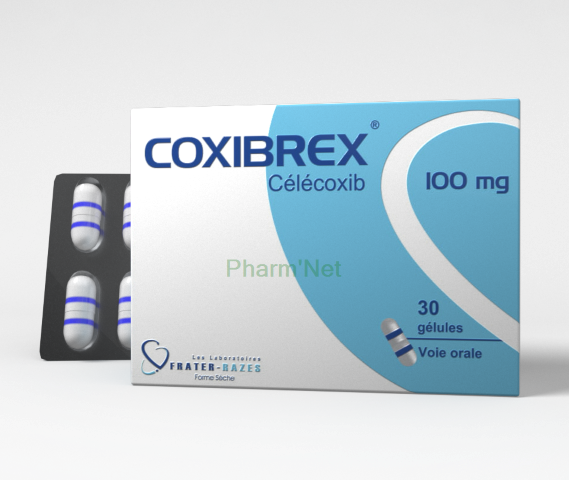 COXIBREX®
Célécoxib
100 mg
Pharm'Net
30
gélules
Voie orale
Les Laboratoires
FRATER-RAZES
Forme Sèche